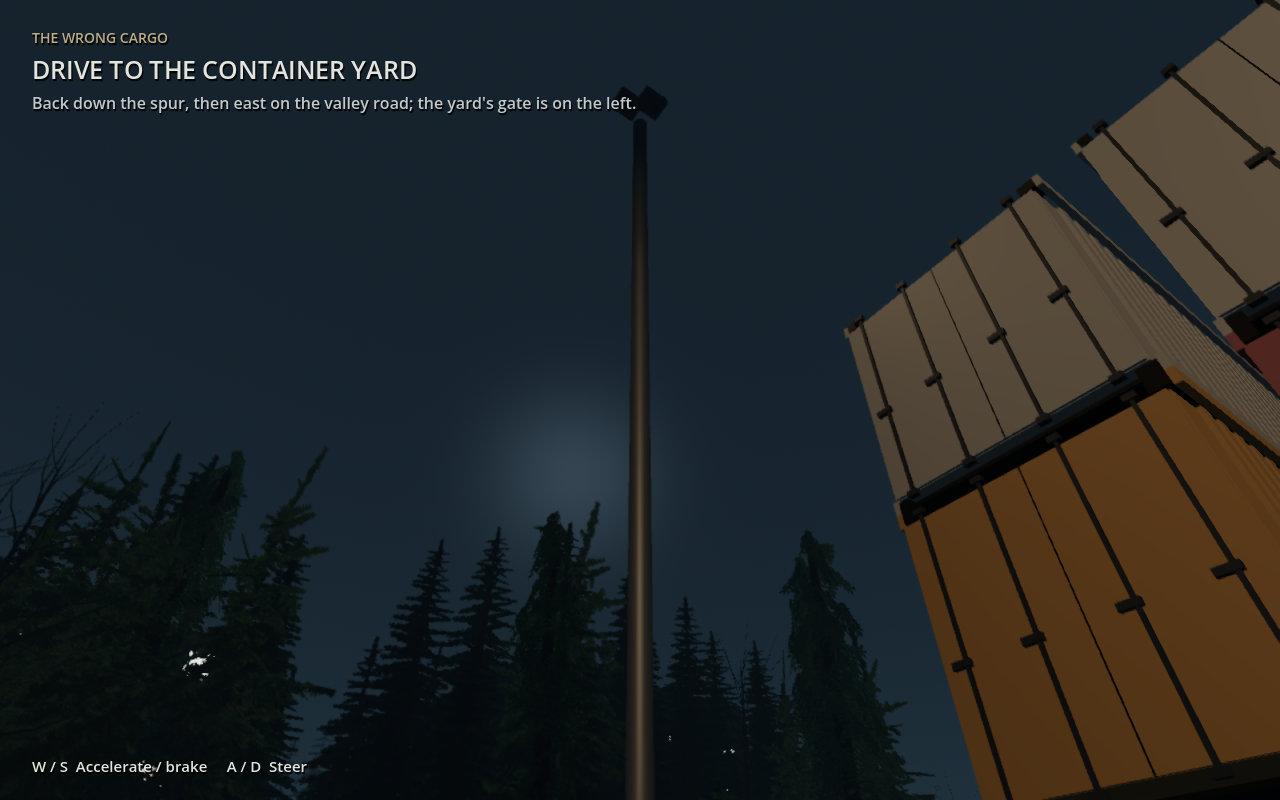 THE WRONG CARGO
DRIVE TO THE CONTAINER YARD
Back down the spur, then east on the valley road; the yard's gate is on the left.
W / S Accelerate / brake A / D Steer